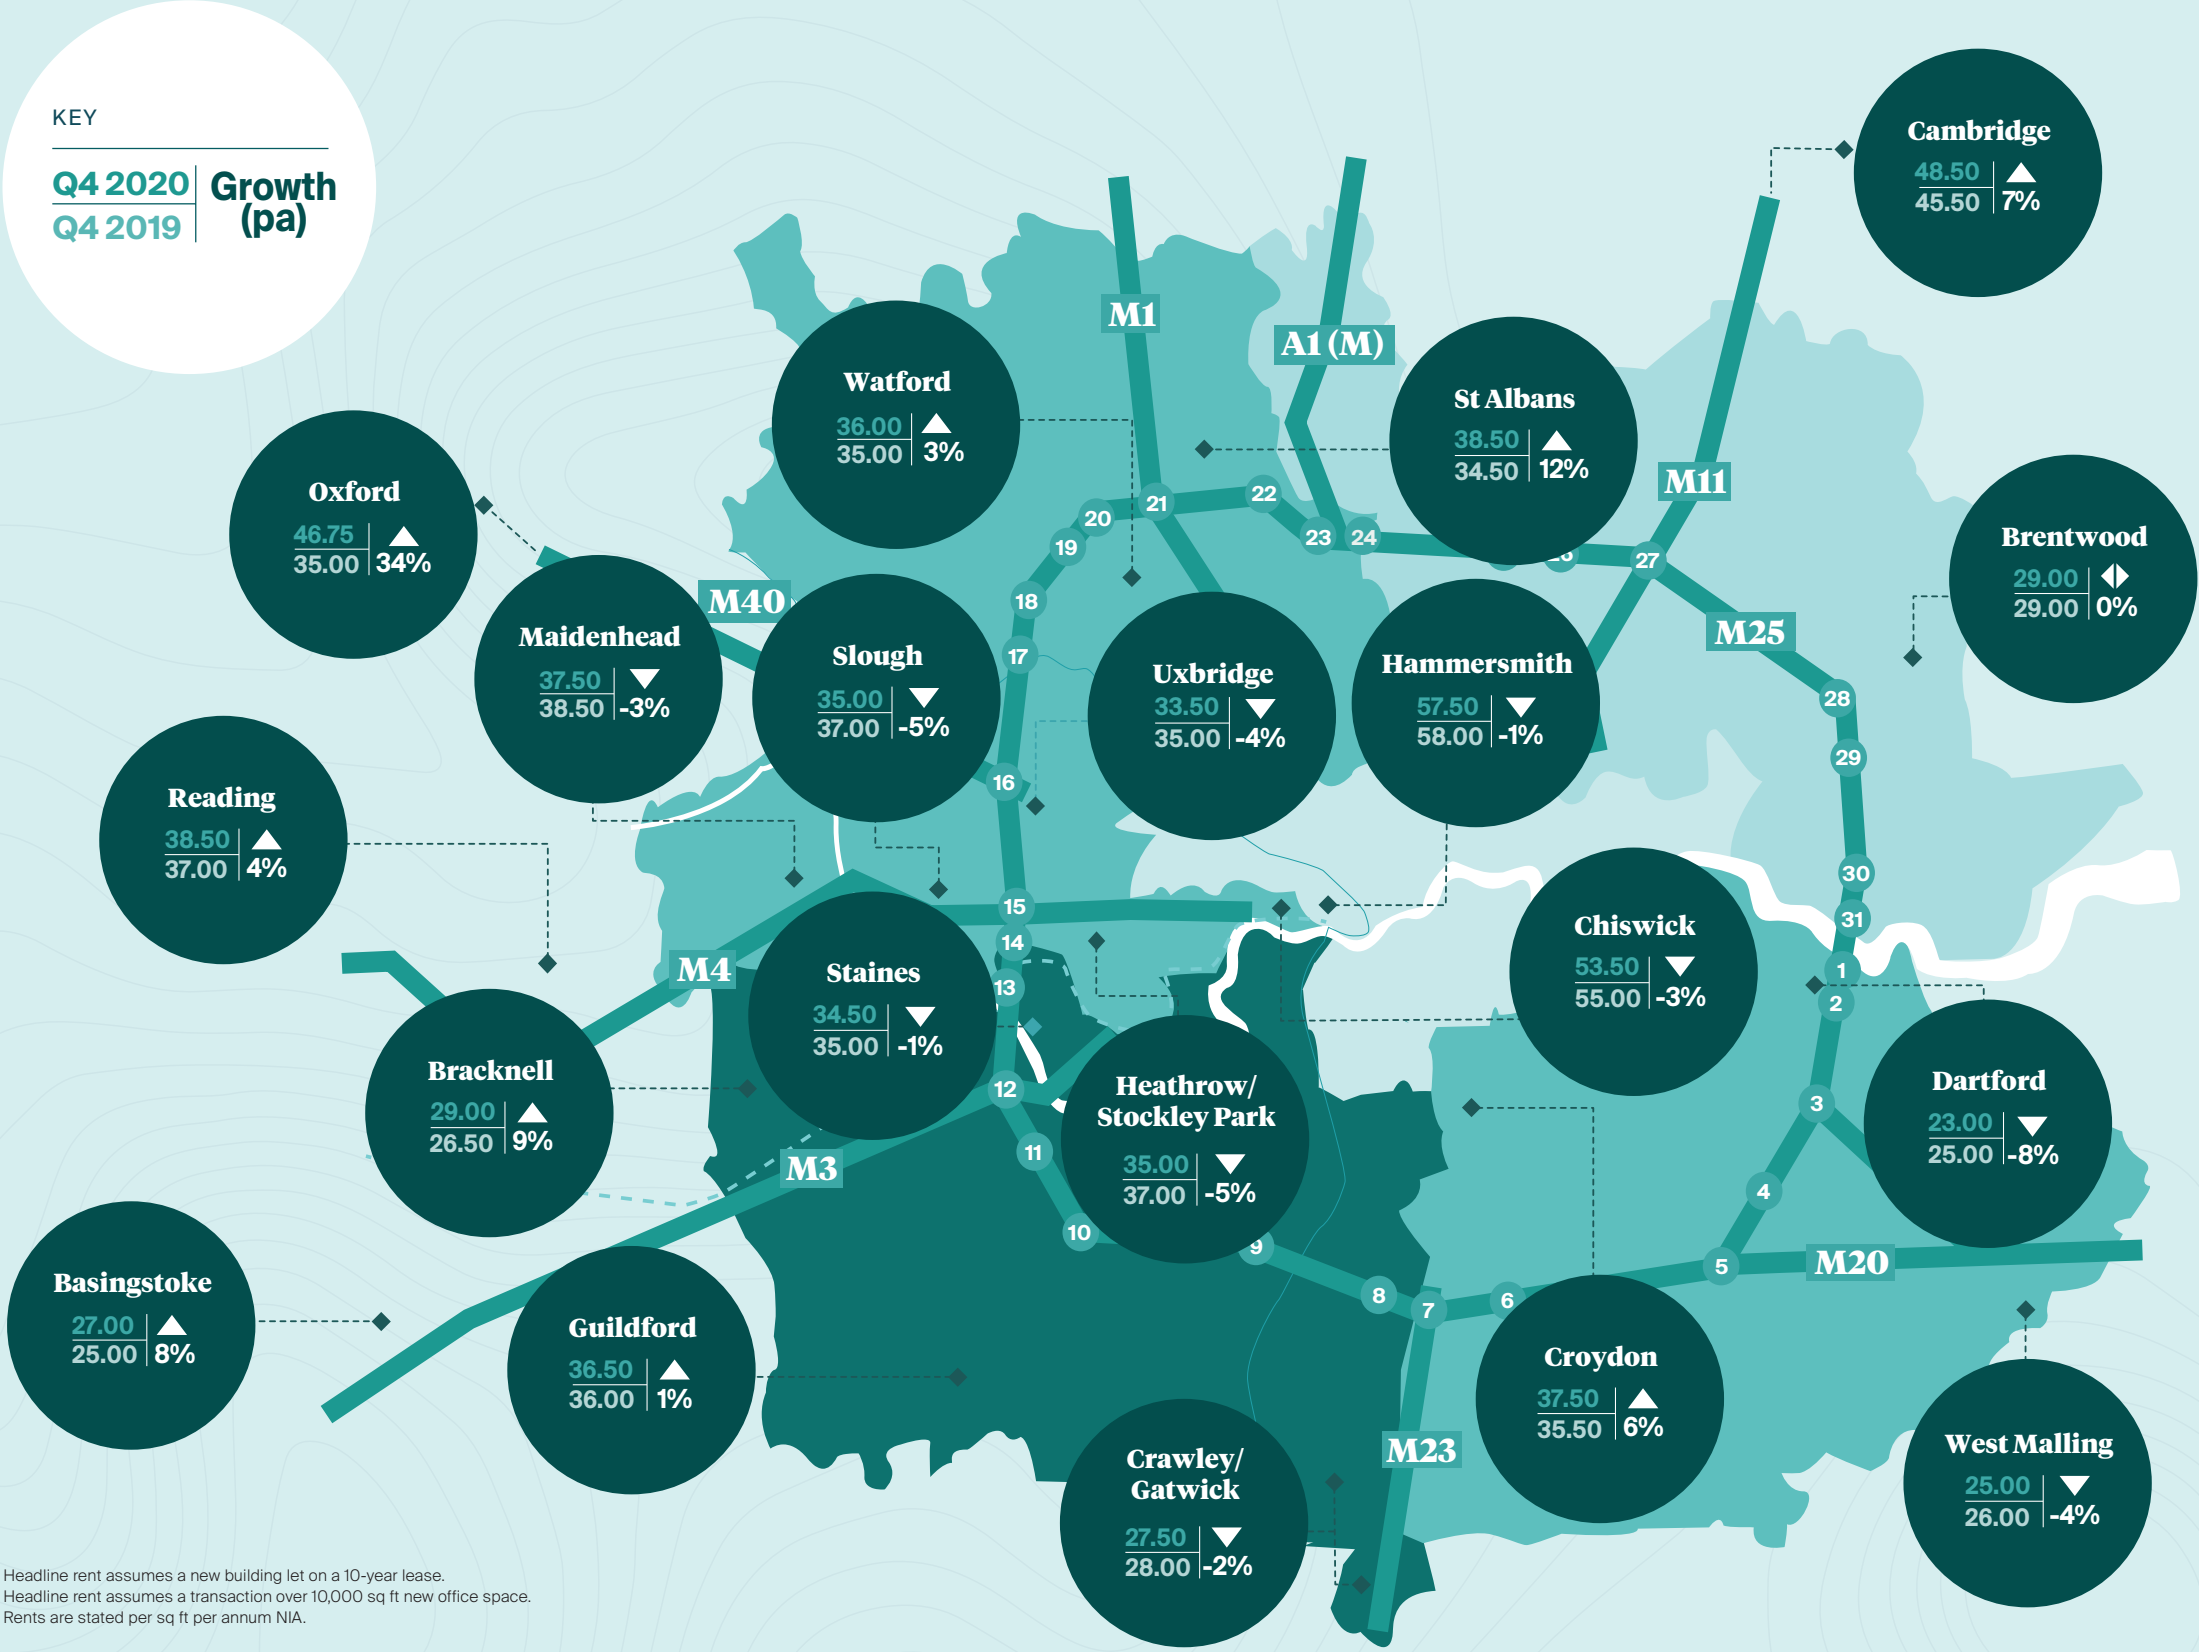 KEY
Q4 2020
Q4 2019
Growth
(pa)
Cambridge
48.50
45.50
7%
M1
A1 (M)
Watford
36.00
35.00
3%
St Albans
38.50
34.50
12%
M11
Oxford
46.75
35.00
34%
Brentwood
29.00
29.00
0%
22
21
20
19
23
24
27
18
17
M40
M25
Maidenhead
37.50
38.50
-3%
Slough
35.00
37.00
-5%
Uxbridge
33.50
35.00
-4%
Hammersmith
57.50
58.00
-1%
28
29
16
Reading
38.50
37.00
4%
30
31
15
14
13
1
2
Chiswick
53.50
55.00
-3%
M4
Staines
34.50
35.00
-1%
Bracknell
29.00
26.50
9%
12
11
10
Heathrow/
Stockley Park
35.00
37.00
-5%
3
4
5
Dartford
23.00
25.00
-8%
M3
9
8
7
6
M20
Basingstoke
27.00
25.00
8%
Guildford
36.50
36.00
1%
Croydon
37.50
35.50
6%
M23
Crawley/
Gatwick
27.50
28.00
-2%
West Malling
25.00
26.00
-4%
Headline rent assumes a new building let on a 10-year lease.
Headline rent assumes a transaction over 10,000 sq ft new office space.
Rents are stated per sq ft per annum NIA.